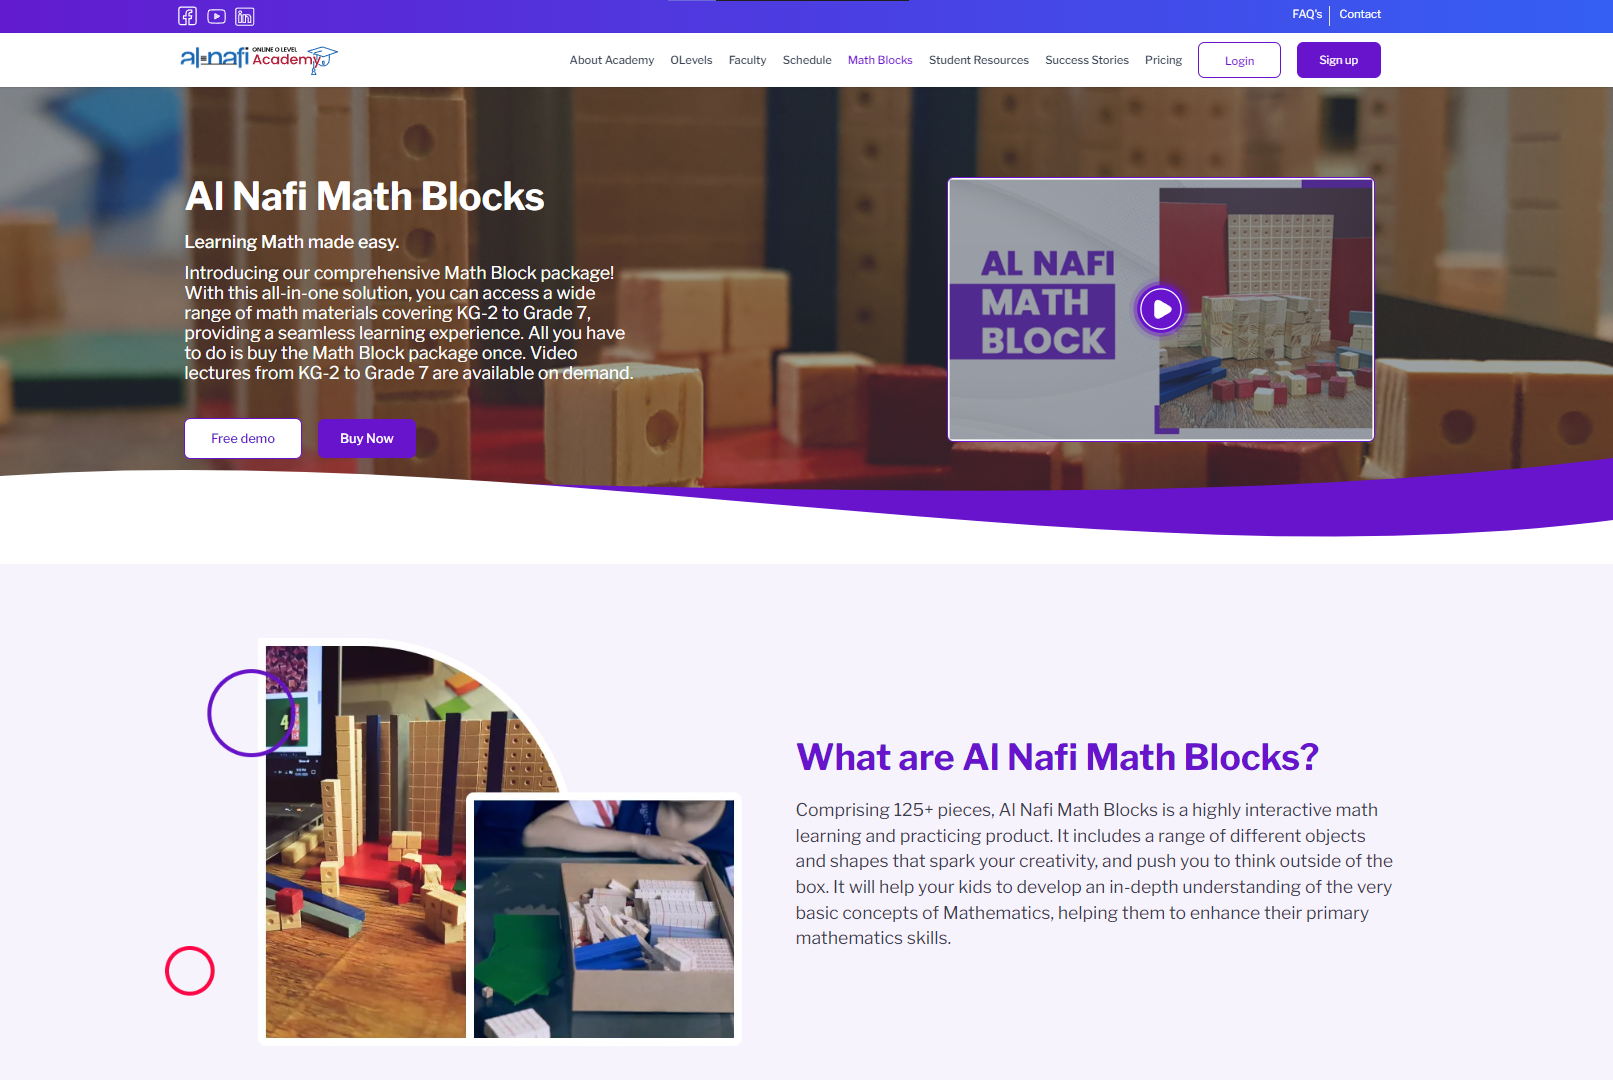 FAQ's
Contact
al-nafi ONLINE O LEVEL Academy
About Academy
OLevels
Faculty
Schedule
Math Blocks
Student Resources
Success Stories
Pricing
Login
Sign up
Al Nafi Math Blocks
Learning Math made easy.
Introducing our comprehensive Math Block package!
With this all-in-one solution, you can access a wide
range of math materials covering KG-2 to Grade 7,
providing a seamless learning experience. All you have
to do is buy the Math Block package once. Video
lectures from KG-2 to Grade 7 are available on demand.
Free demo
Buy Now
AL NAFI
MATH
BLOCK
4
What are Al Nafi Math Blocks?
Comprising 125+ pieces, Al Nafi Math Blocks is a highly interactive math
learning and practicing product. It includes a range of different objects
and shapes that spark your creativity, and push you to think outside of the
box. It will help your kids to develop an in-depth understanding of the very
basic concepts of Mathematics, helping them to enhance their primary
mathematics skills.